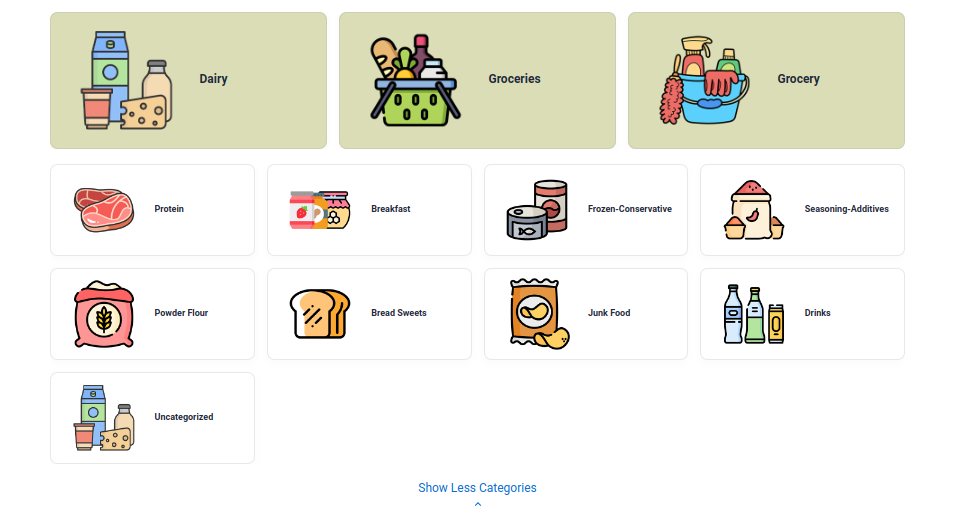 Dairy
Groceries
Grocery
Protein
Breakfast
Frozen-Conservative
Seasoning-Additives
Powder Flour
Bread Sweets
Junk Food
Drinks
Uncategorized
Show Less Categories